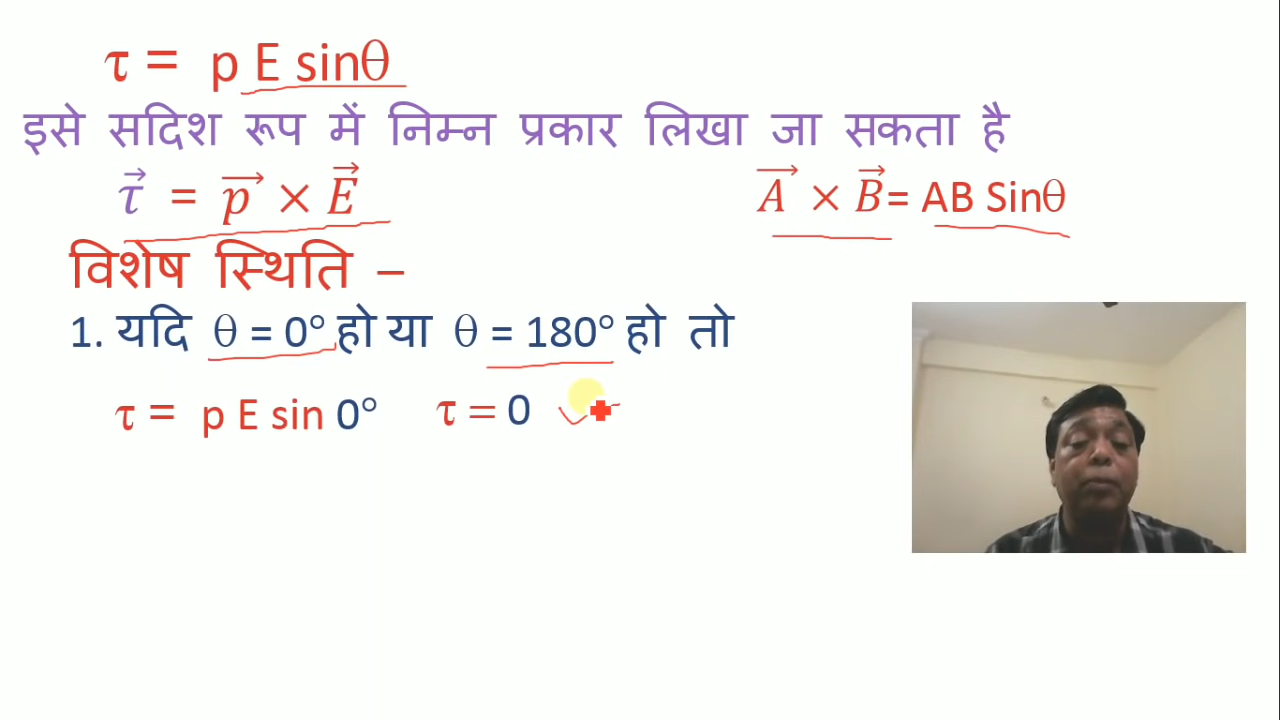 τ = p E sinθ
इसे सदिश रूप में निम्न प्रकार लिखा जा सकता है
τ⃗ = p⃗ × E⃗
A⃗ × B⃗ = AB Sinθ
विशेष स्थिति –
1. यदि θ = 0° हो या θ = 180° हो तो
τ = p E sin 0° τ = 0